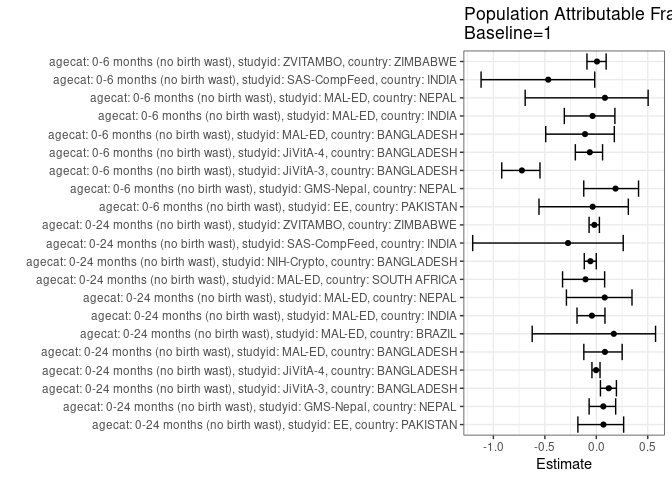 Population Attributable Fra
Baseline=1
agecat: 0-6 months (no birth wast), studyid: ZVITAMBO, country: ZIMBABWE
agecat: 0-6 months (no birth wast), studyid: SAS-CompFeed, country: INDIA
agecat: 0-6 months (no birth wast), studyid: MAL-ED, country: NEPAL
agecat: 0-6 months (no birth wast), studyid: MAL-ED, country: INDIA
agecat: 0-6 months (no birth wast), studyid: MAL-ED, country: BANGLADESH
agecat: 0-6 months (no birth wast), studyid: JiVitA-4, country: BANGLADESH
agecat: 0-6 months (no birth wast), studyid: JiVitA-3, country: BANGLADESH
agecat: 0-6 months (no birth wast), studyid: GMS-Nepal, country: NEPAL
agecat: 0-6 months (no birth wast), studyid: EE, country: PAKISTAN
agecat: 0-24 months (no birth wast), studyid: ZVITAMBO, country: ZIMBABWE
agecat: 0-24 months (no birth wast), studyid: SAS-CompFeed, country: INDIA
agecat: 0-24 months (no birth wast), studyid: NIH-Crypto, country: BANGLADESH
agecat: 0-24 months (no birth wast), studyid: MAL-ED, country: SOUTH AFRICA
agecat: 0-24 months (no birth wast), studyid: MAL-ED, country: NEPAL
agecat: 0-24 months (no birth wast), studyid: MAL-ED, country: INDIA
agecat: 0-24 months (no birth wast), studyid: MAL-ED, country: BRAZIL
agecat: 0-24 months (no birth wast), studyid: MAL-ED, country: BANGLADESH
agecat: 0-24 months (no birth wast), studyid: JiVitA-4, country: BANGLADESH
agecat: 0-24 months (no birth wast), studyid: JiVitA-3, country: BANGLADESH
agecat: 0-24 months (no birth wast), studyid: GMS-Nepal, country: NEPAL
agecat: 0-24 months (no birth wast), studyid: EE, country: PAKISTAN
-1.0 -0.5 0.0 0.5
Estimate